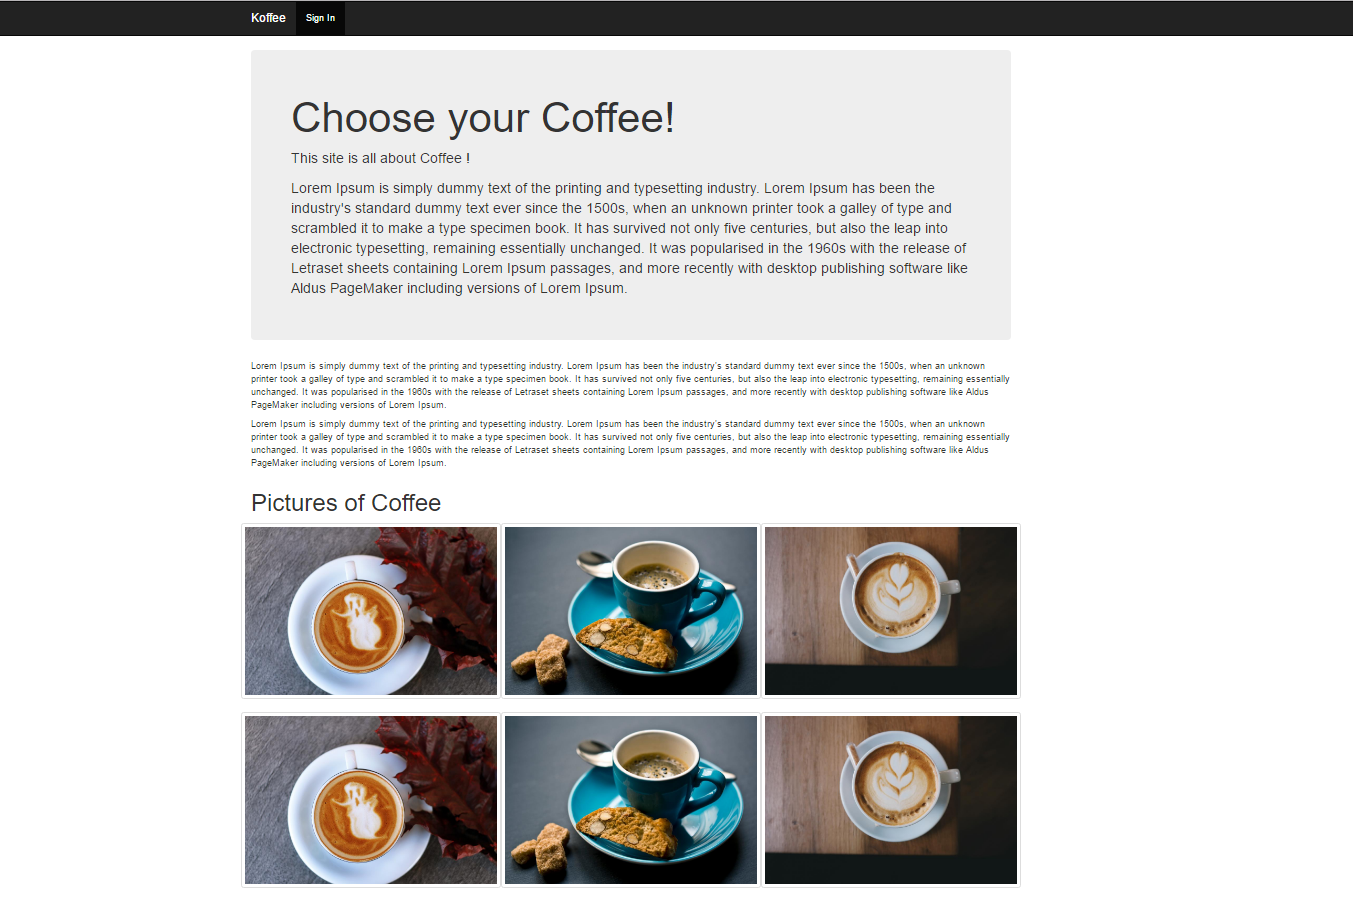 Koffee Sign In
Choose your Coffee!
This site is all about Coffee !
Lorem Ipsum is simply dummy text of the printing and typesetting industry. Lorem Ipsum has been the
industry's standard dummy text ever since the 1500s, when an unknown printer took a galley of type and
scrambled it to make a type specimen book. It has survived not only five centuries, but also the leap into
electronic typesetting, remaining essentially unchanged. It was popularised in the 1960s with the release of
Letraset sheets containing Lorem Ipsum passages, and more recently with desktop publishing software like
Aldus PageMaker including versions of Lorem Ipsum.
Lorem Ipsum is simply dummy text of the printing and typesetting industry. Lorem Ipsum has been the industry's standard dummy text ever since the 1500s, when an unknown
printer took a galley of type and scrambled it to make a type specimen book. It has survived not only five centuries, but also the leap into electronic typesetting, remaining essentially
unchanged. It was popularised in the 1960s with the release of Letraset sheets containing Lorem Ipsum passages, and more recently with desktop publishing software like Aldus
PageMaker including versions of Lorem Ipsum.
Lorem Ipsum is simply dummy text of the printing and typesetting industry. Lorem Ipsum has been the industry's standard dummy text ever since the 1500s, when an unknown
printer took a galley of type and scrambled it to make a type specimen book. It has survived not only five centuries, but also the leap into electronic typesetting, remaining essentially
unchanged. It was popularised in the 1960s with the release of Letraset sheets containing Lorem Ipsum passages, and more recently with desktop publishing software like Aldus
PageMaker including versions of Lorem Ipsum.
Pictures of Coffee